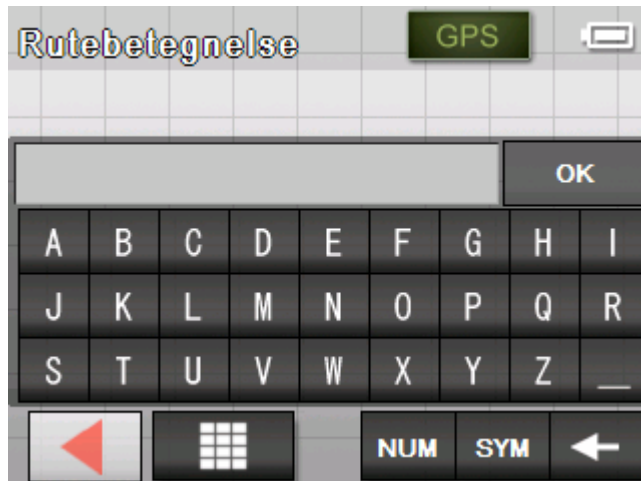 Rutebetegnelse GPS
OK
A B C D E F G H I
J K L M N O P Q R
S T U V W X Y Z _
NUM SYM